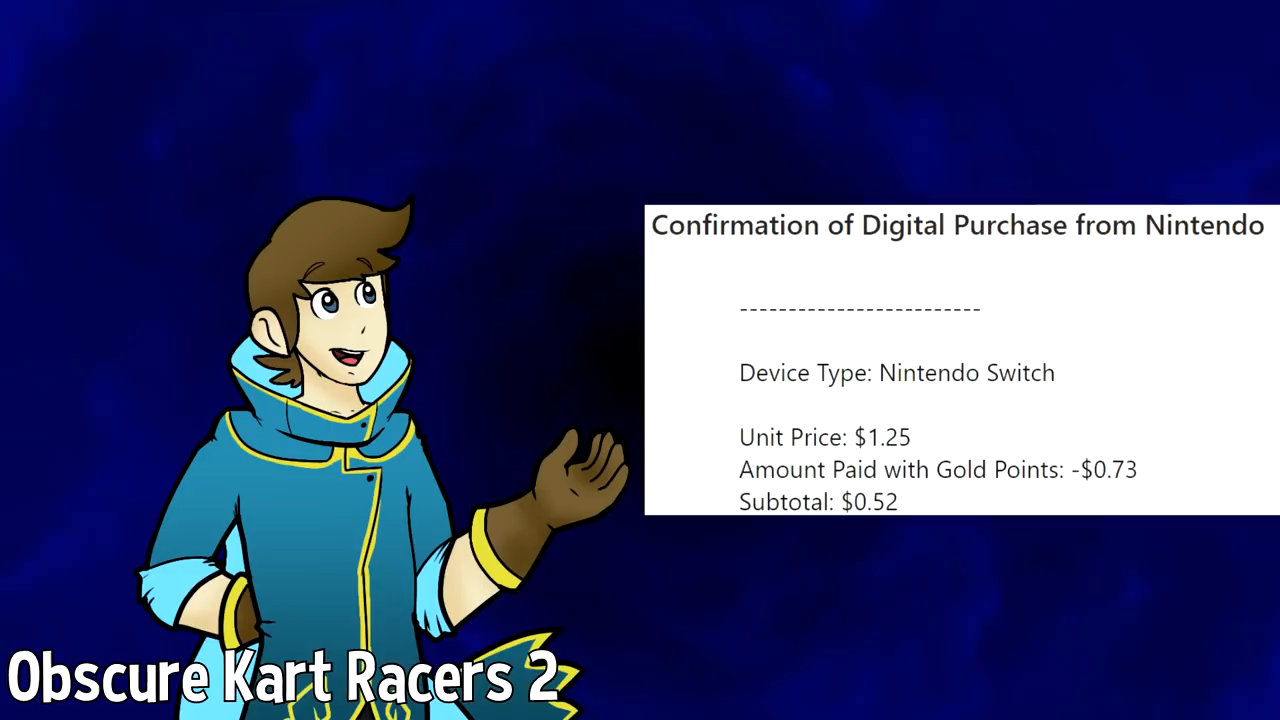 Confirmation of Digital Purchase from Nintendo
-------------------------
Device Type: Nintendo Switch
Unit Price: $1.25
Amount Paid with Gold Points: -$0.73
Subtotal: $0.52
Obscure Kart Racers 2